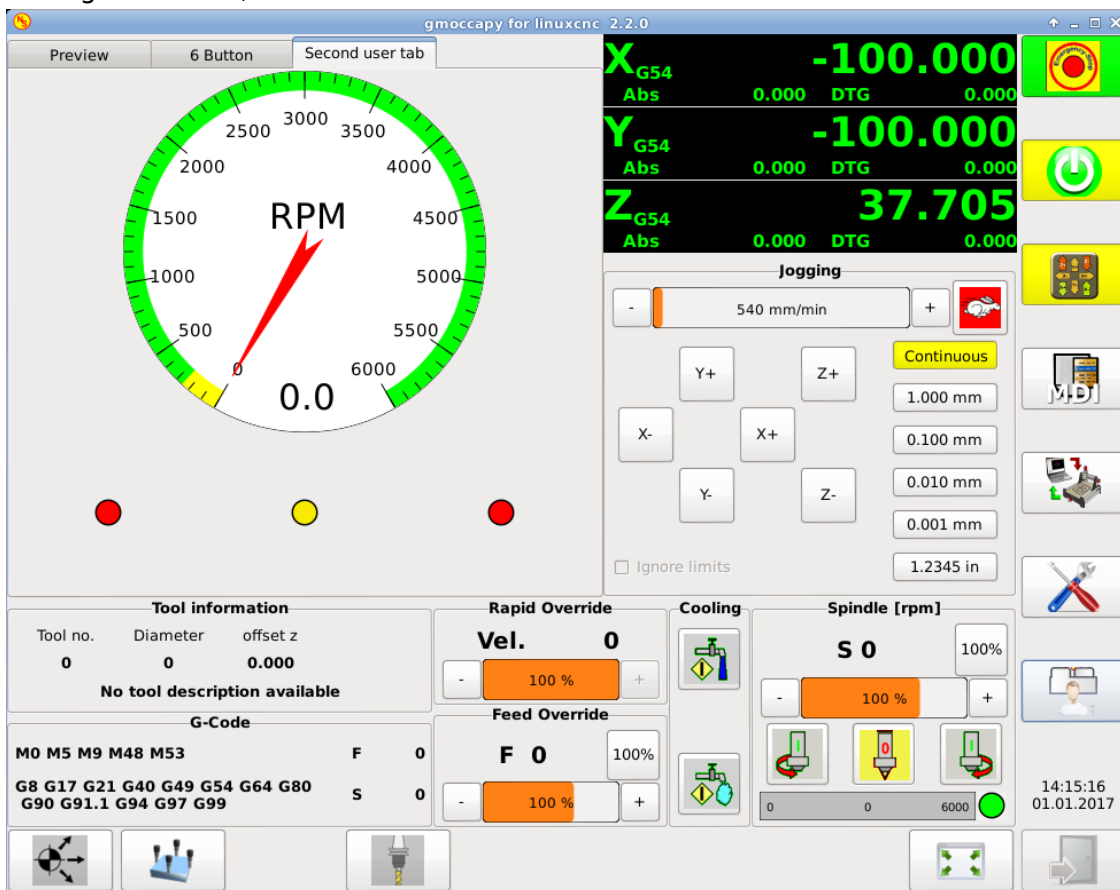 gmoccapy for linuxcnc 2.2.0
Preview 6 Button Second user tab
3000
2500 3500
2000 4000
1500 RPM 4500
1000 5000
500 5500
0 6000
0.0
X G54 -100.000
Abs 0.000 DTG 0.000
Y G54 -100.000
Abs 0.000 DTG 0.000
Z G54 37.705
Abs 0.000 DTG 0.000
Emergency-Stop
Jogging
- 540 mm/min +
Y+ Z+ Continuous
1.000 mm
X- X+ 0.100 mm
Y- Z- 0.010 mm
0.001 mm
Ignore limits 1.2345 in
MDI
Tool information
Tool no. Diameter offset z
0 0 0.000
No tool description available
G-Code
M0 M5 M9 M48 M53 F 0
G8 G17 G21 G40 G49 G54 G64 G80
G90 G91.1 G94 G97 G99 S 0
Rapid Override
Vel. 0
- 100 % +
Feed Override
F 0 100%
- 100 % +
Cooling
Spindle [rpm]
S 0 100%
- 100 % +
I 0 I
0 0 6000
14:15:16
01.01.2017